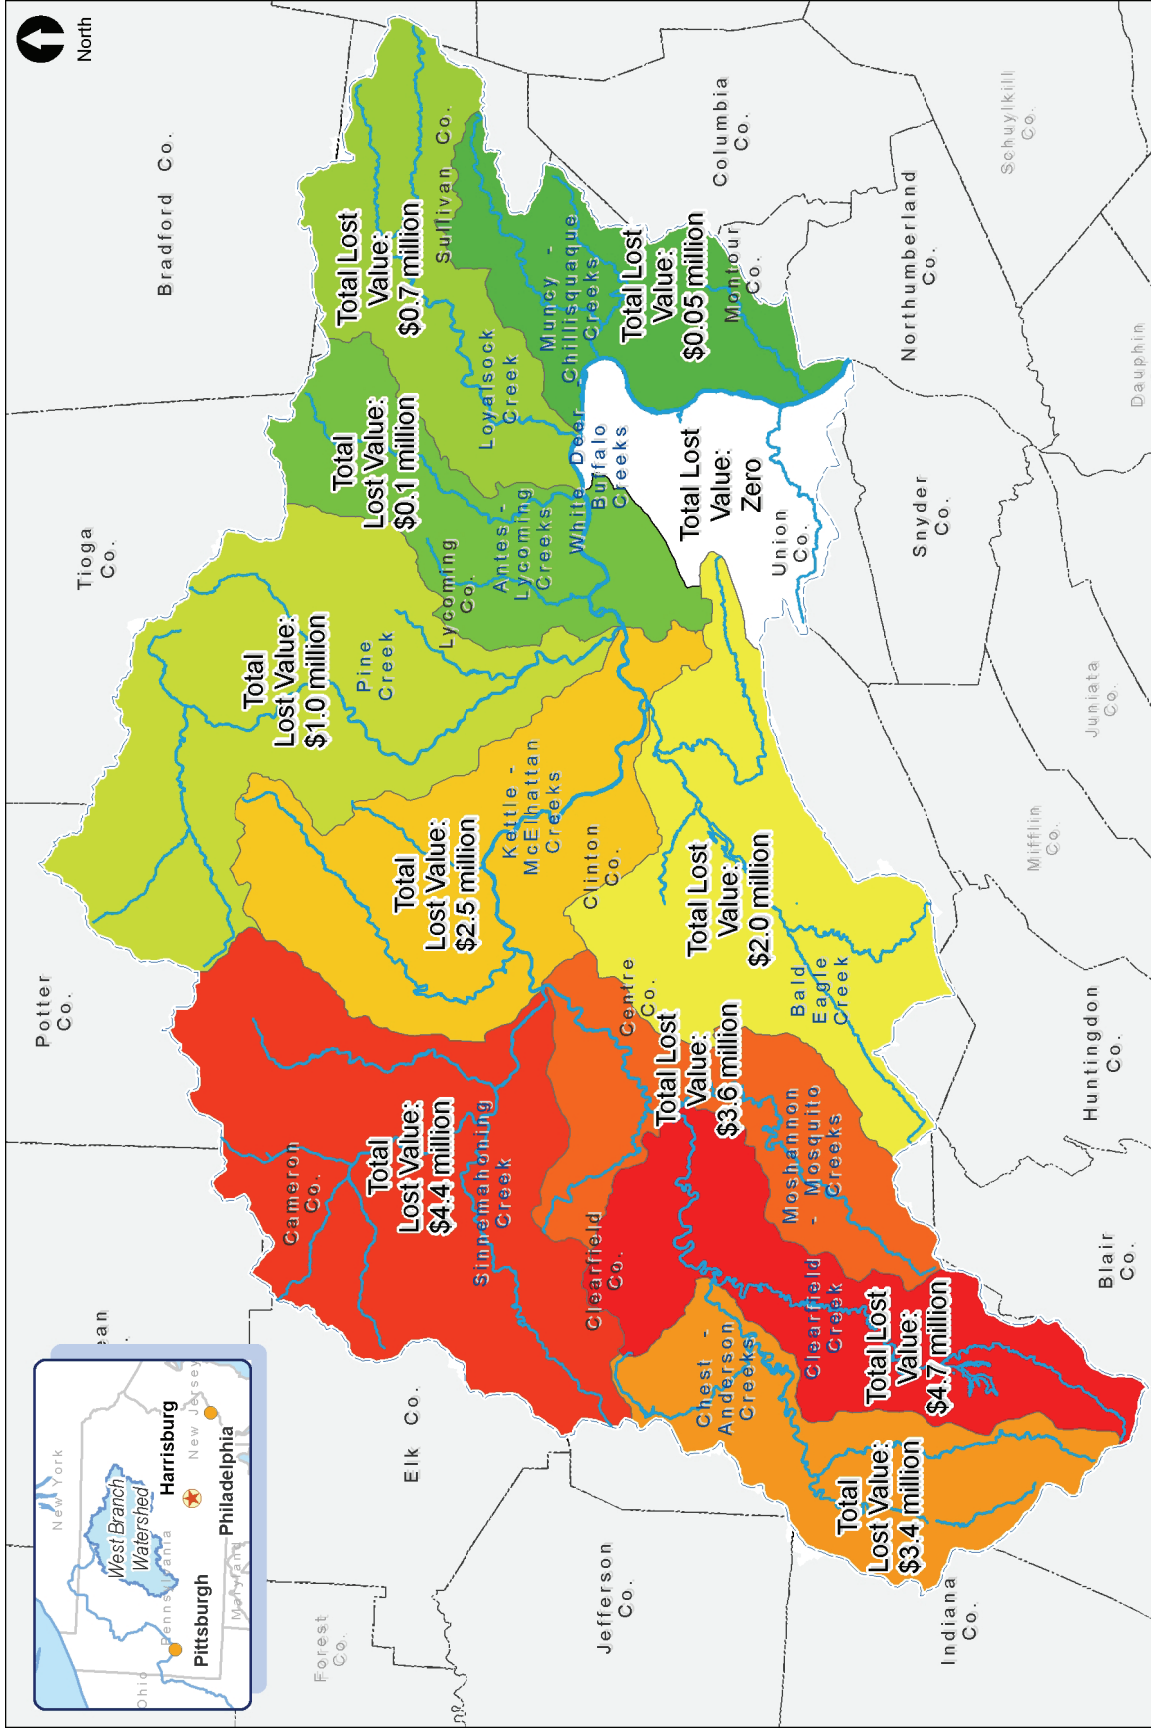 North
New York
West Branch
Watershed
Harrisburg
New Jersey
Pennsylvania
Philadelphia
Pittsburgh
Maryland
Ohio
ean
Forest
Co.
Elk Co.
Jefferson
Co.
Indiana
Co.
Potter
Co.
Tioga
Co.
Bradford Co.
Cameron
Co.
Total
Lost Value:
$4.4 million
Sinnemahoning
Creek
Clearfield
Co.
Total
Lost Value:
$1.0 million
Pine
Creek
Total
Lost Value:
$2.5 million
Kettle -
McElhattan
Creeks
Clinton
Co.
Total
Lost Value:
$0.1 million
Lycoming
Co.
Antes -
Lycoming
Creeks
Total Lost
Value:
$0.7 million
Sullivan Co.
Loyalsock
Creek
Muncy -
Chillisquaque
Creeks
Total Lost
Value:
$0.05 million
Montour
Co.
Columbia
Co.
White Deer -
Buffalo
Creeks
Total Lost
Value:
Zero
Union
Co.
Centre
Co.
Total Lost
Value:
$2.0 million
Bald
Eagle
Creek
Total Lost
Value:
$3.6 million
Moshannon
- Mosquito
Creeks
Clearfield
Creek
Total Lost
Value:
$4.7 million
Chest -
Anderson
Creeks
Total
Lost Value:
$3.4 million
Blair
Co.
Huntingdon
Co.
Mifflin
Co.
Juniata
Co.
Snyder
Co.
Northumberland
Co.
Schuylkill
Co.
Dauphin